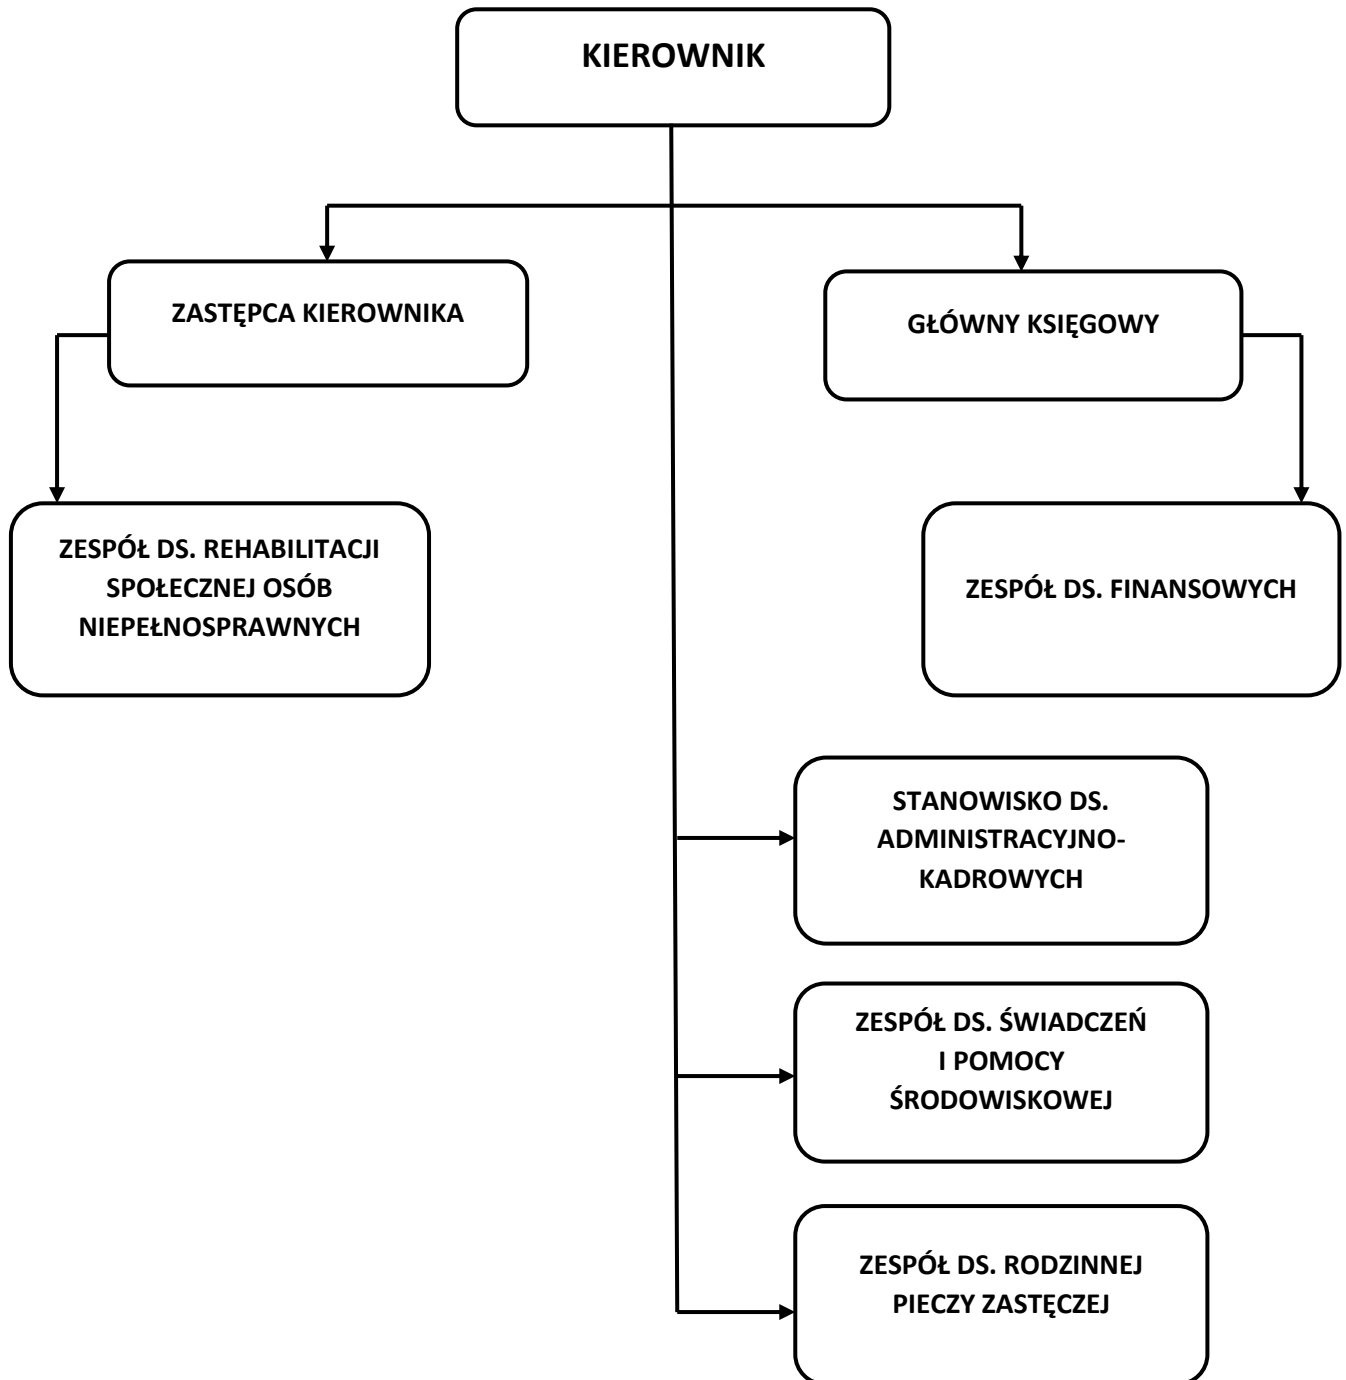 KIEROWNIK
ZASTĘPCA KIEROWNIKA
GŁÓWNY KSIĘGOWY
ZESPÓŁ DS. REHABILITACJI
SPOŁECZNEJ OSÓB
NIEPEŁNOSPRAWNYCH
ZESPÓŁ DS. FINANSOWYCH
STANOWISKO DS.
ADMINISTRACYJNO-
KADROWYCH
ZESPÓŁ DS. ŚWIADCZEŃ
I POMOCY
ŚRODOWISKOWEJ
ZESPÓŁ DS. RODZINNEJ
PIECZY ZASTĘCZEJ